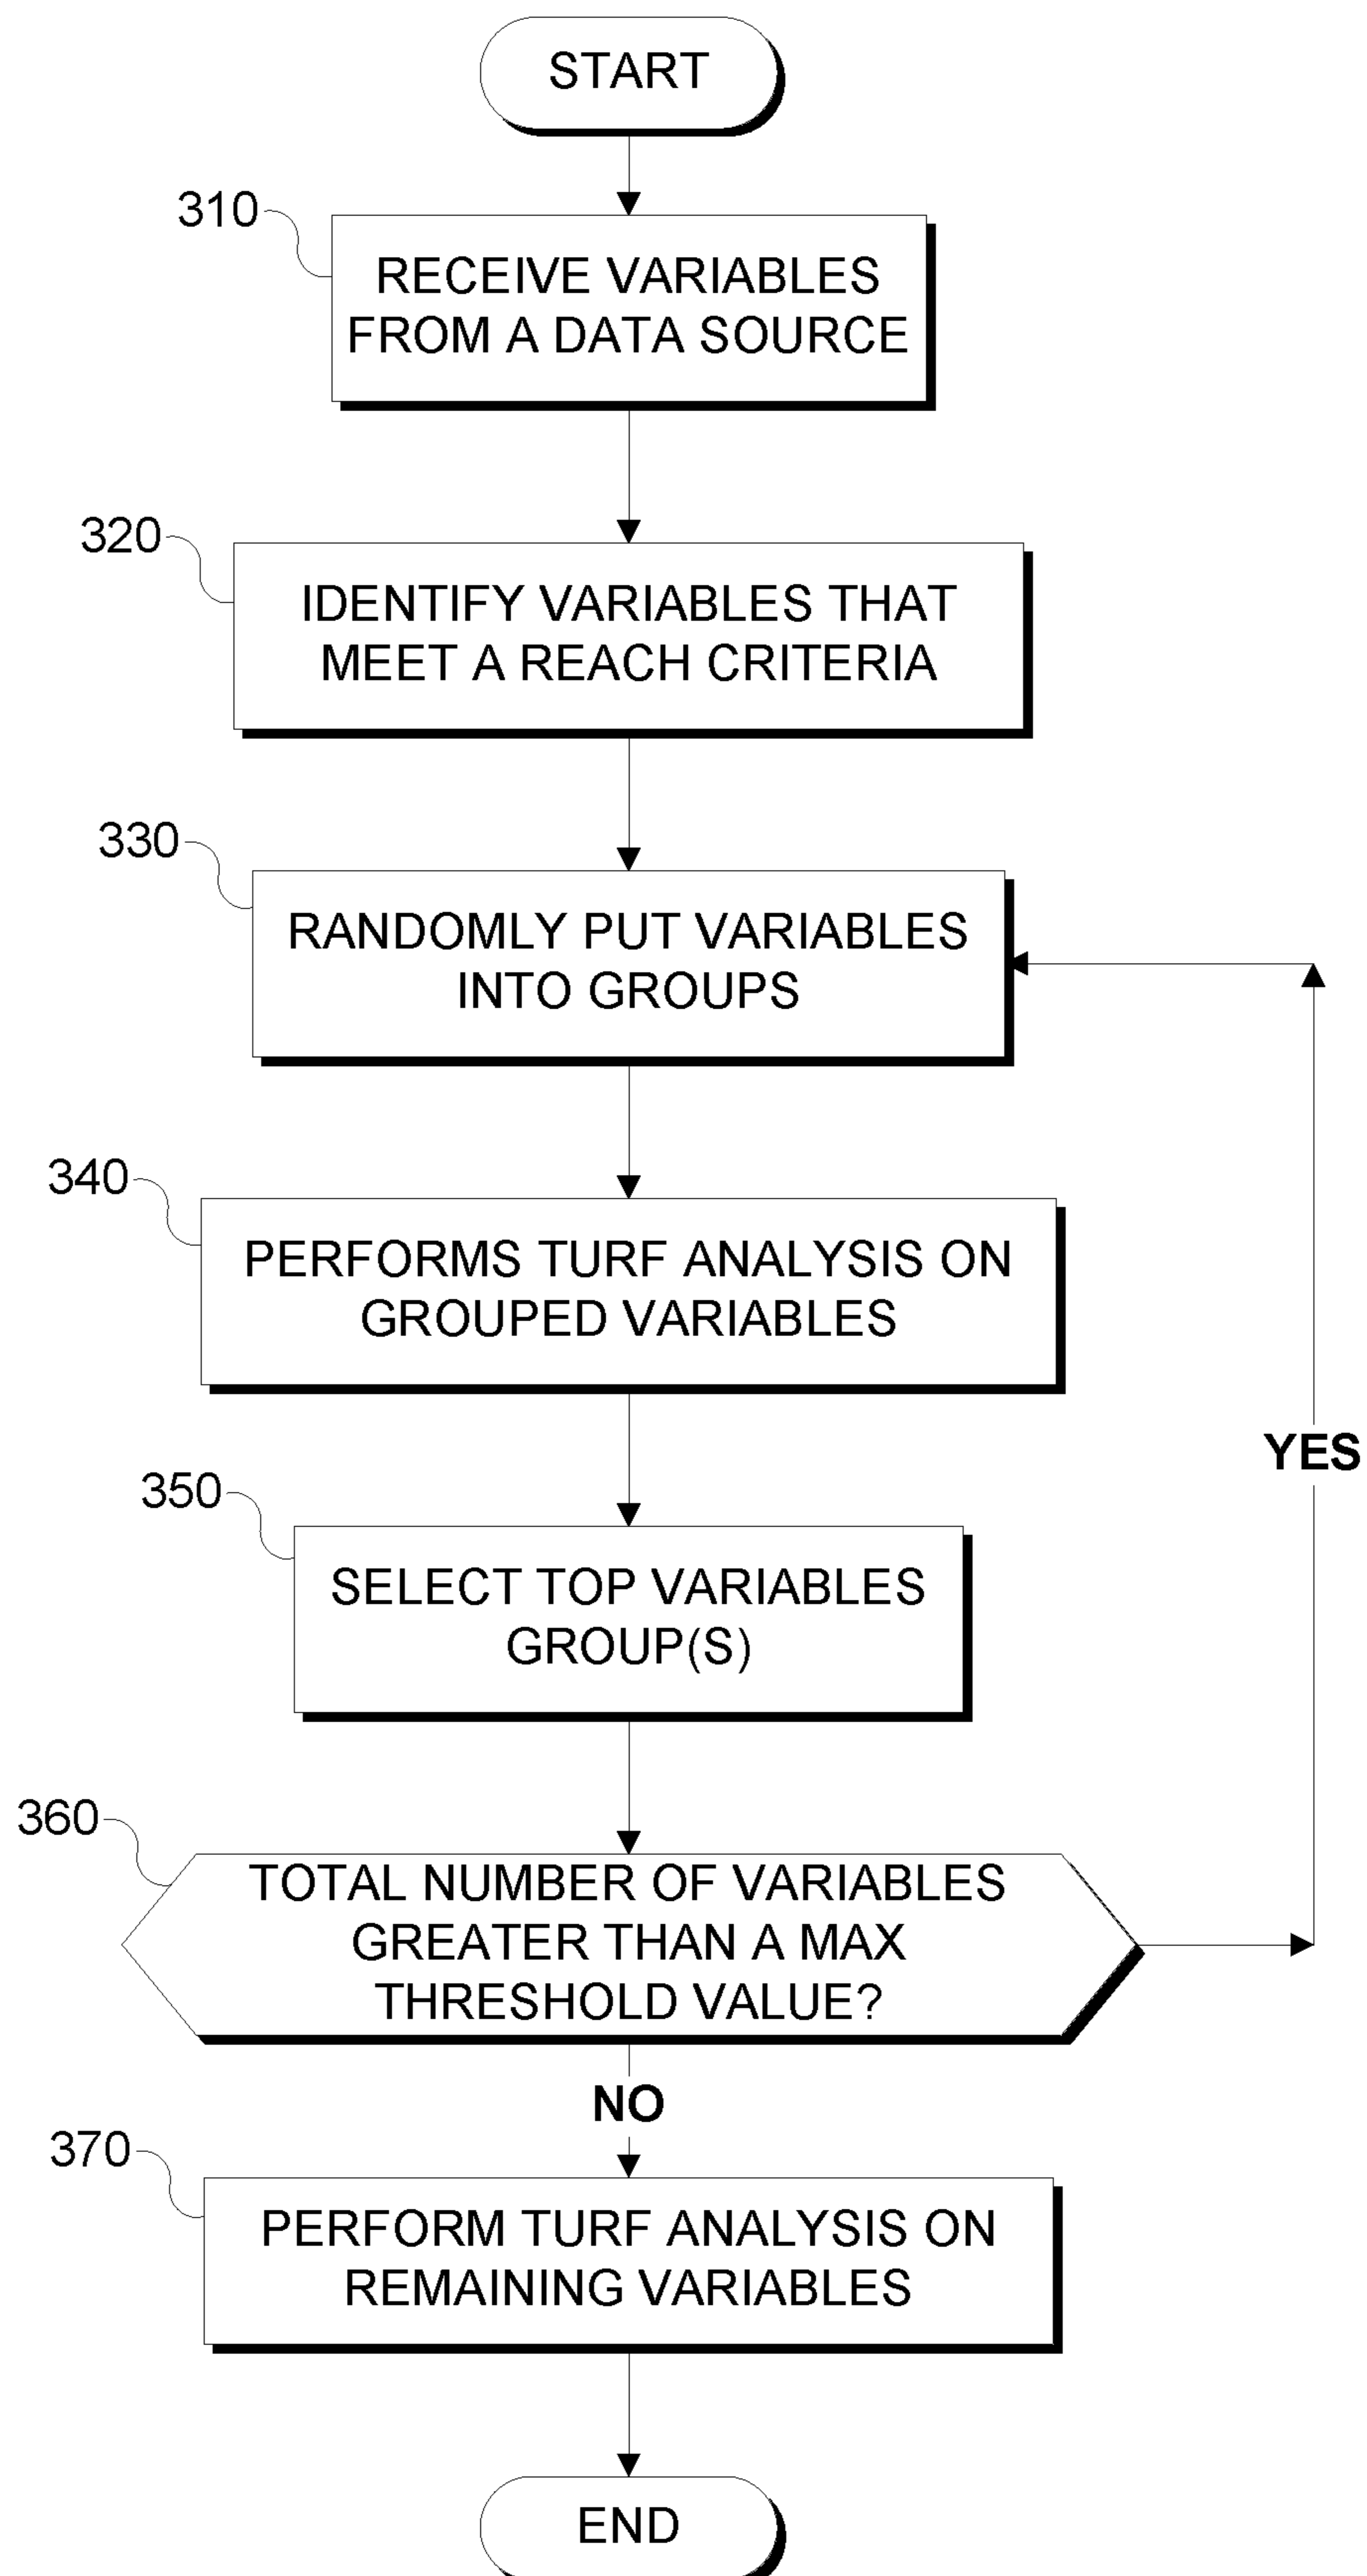 START
310
RECEIVE VARIABLES
FROM A DATA SOURCE
320
IDENTIFY VARIABLES THAT
MEET A REACH CRITERIA
330
RANDOMLY PUT VARIABLES
INTO GROUPS
340
PERFORMS TURF ANALYSIS ON
GROUPED VARIABLES
YES
350
SELECT TOP VARIABLES
GROUP(S)
360
TOTAL NUMBER OF VARIABLES
GREATER THAN A MAX
THRESHOLD VALUE?
NO
370
PERFORM TURF ANALYSIS ON
REMAINING VARIABLES
END